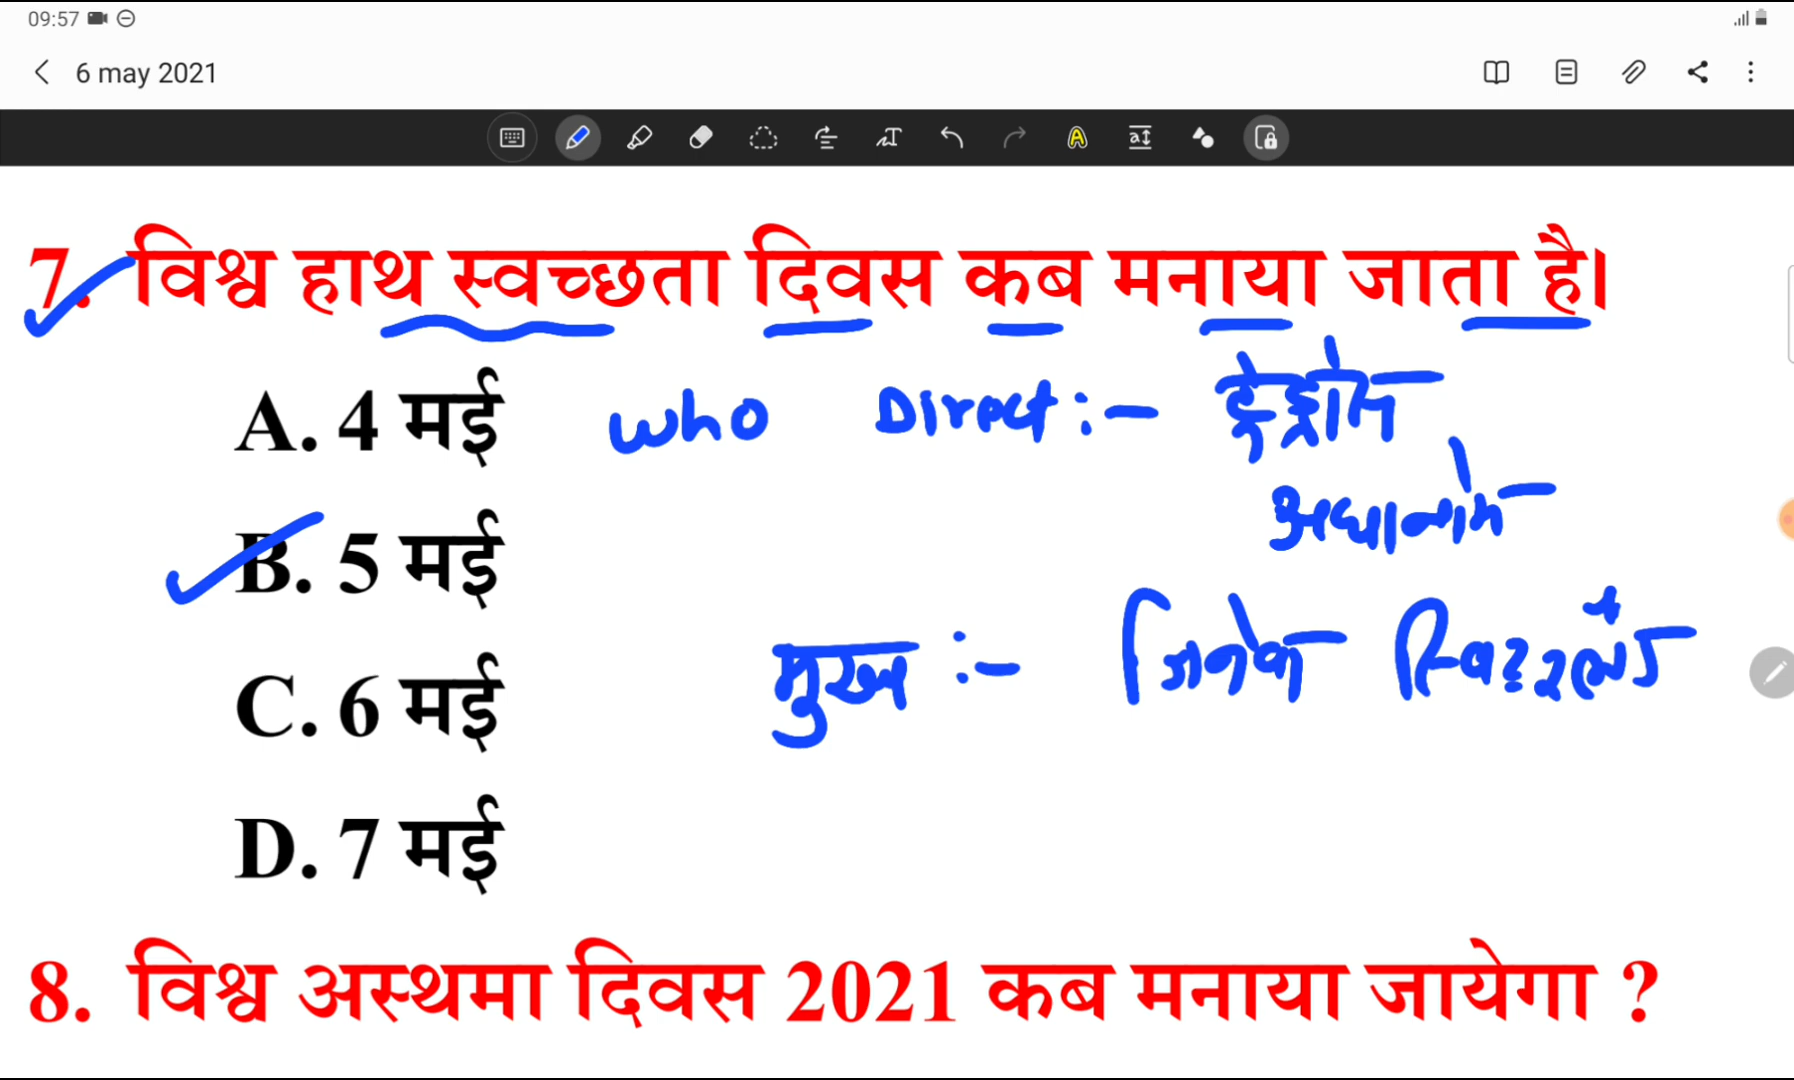 09:57
6 may 2021
7. विश्व हाथ स्वच्छता दिवस कब मनाया जाता है।
A. 4 मई
who Direct :-
B. 5 मई
C. 6 मई
मुख्य :-
D. 7 मई
8. विश्व अस्थमा दिवस 2021 कब मनाया जायेगा ?